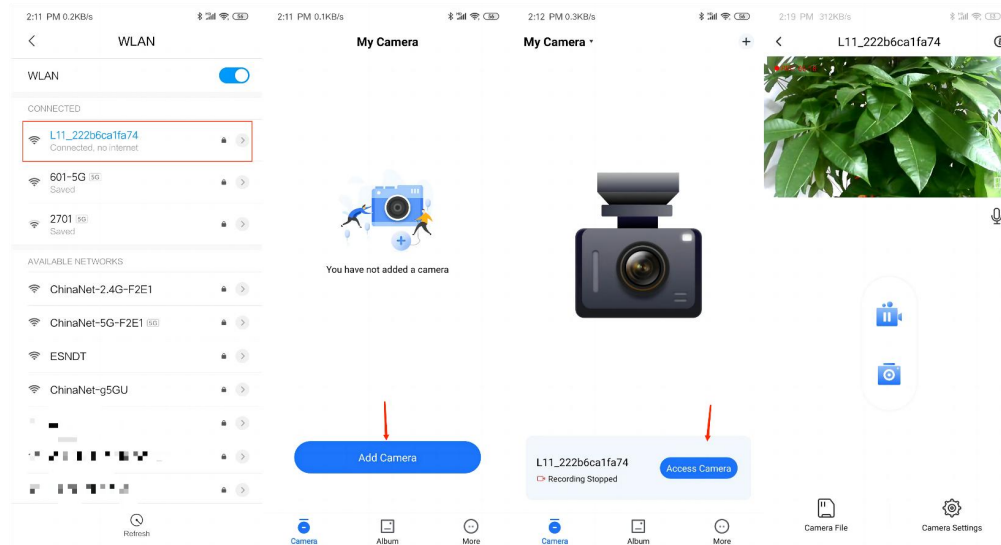 2:11 PM 0.2KB/s
56
WLAN
WLAN
CONNECTED
L11_222b6ca1fa74
Connected, no internet
601-5G 5G
Saved
2701 5G
Saved
AVAILABLE NETWORKS
ChinaNet-2.4G-F2E1
ChinaNet-5G-F2E1 5G
ESNDT
ChinaNet-g5GU
Refresh
2:11 PM 0.1KB/s
56
My Camera
You have not added a camera
Add Camera
Camera
Album
More
2:12 PM 0.3KB/s
56
My Camera
L11_222b6ca1fa74
Recording Stopped
Access Camera
Camera
Album
More
2:19 PM 312KB/s
L11_222b6ca1fa74
Camera File
Camera Settings